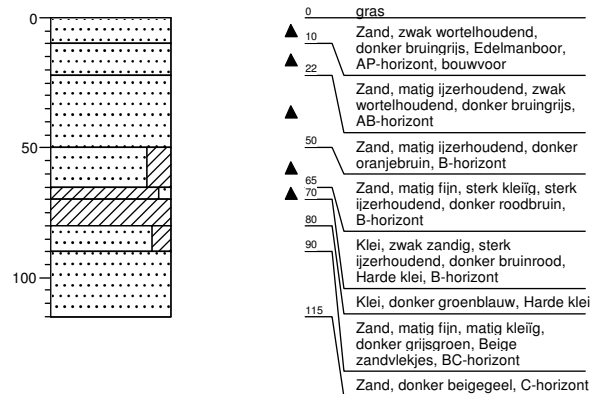 0
50
100
0 gras
10 Zand, zwak wortelhoudend,
donker bruingrijs, Edelmanboor,
AP-horizont, bouwvoor
22 Zand, matig ijzerhoudend, zwak
wortelhoudend, donker bruingrijs,
AB-horizont
50 Zand, matig ijzerhoudend, donker
oranjebruin, B-horizont
65 Zand, matig fijn, sterk kleiïg, sterk
ijzerhoudend, donker roodbruin,
B-horizont
70 Klei, zwak zandig, sterk
ijzerhoudend, donker bruinrood,
Harde klei, B-horizont
80 Klei, donker groenblauw, Harde klei
90 Zand, matig fijn, matig kleiïg,
donker grijsgroen, Beige
zandvlekjes, BC-horizont
115 Zand, donker beigegeel, C-horizont